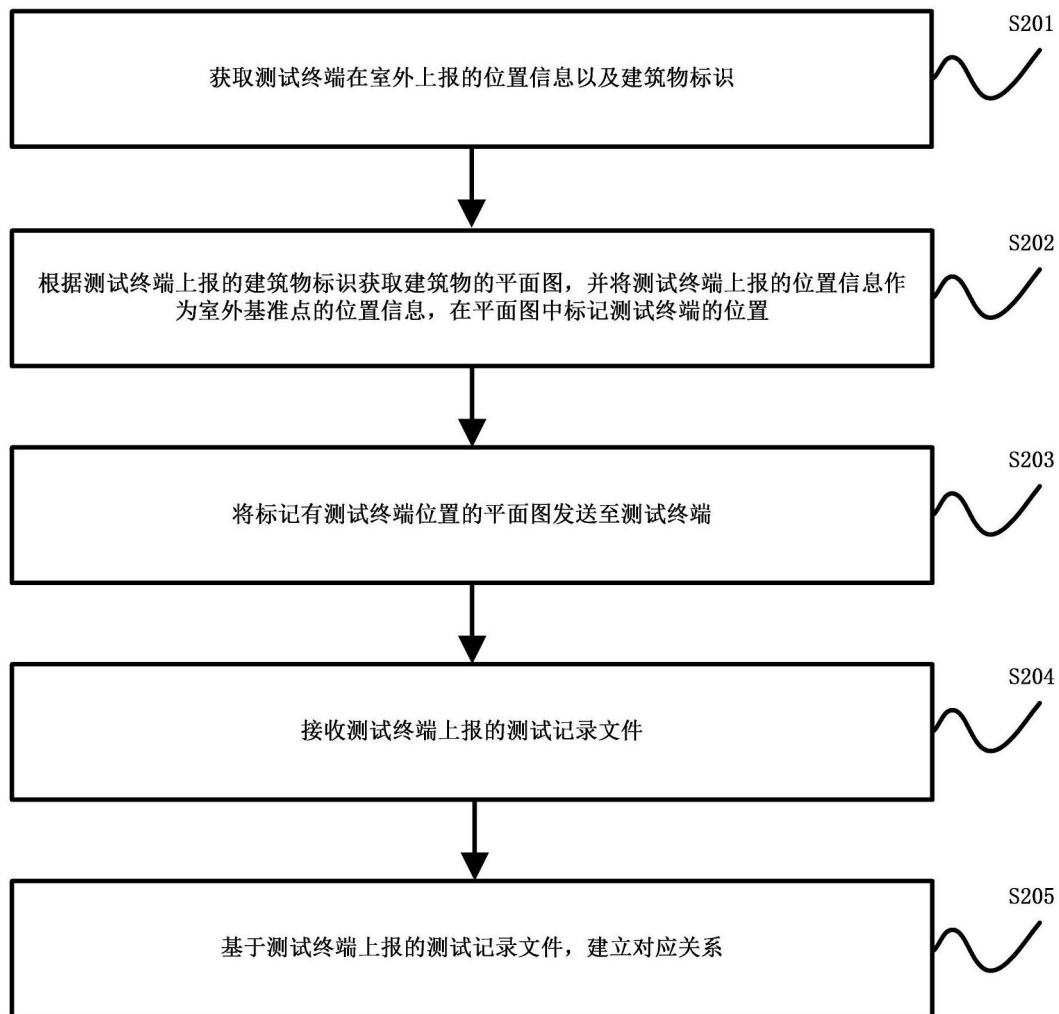 S201
获取测试终端在室外上报的位置信息以及建筑物标识
S202
根据测试终端上报的建筑物标识获取建筑物的平面图，并将测试终端上报的位置信息作
为室外基准点的位置信息，在平面图中标记测试终端的位置
S203
将标记有测试终端位置的平面图发送至测试终端
S204
接收测试终端上报的测试记录文件
S205
基于测试终端上报的测试记录文件，建立对应关系